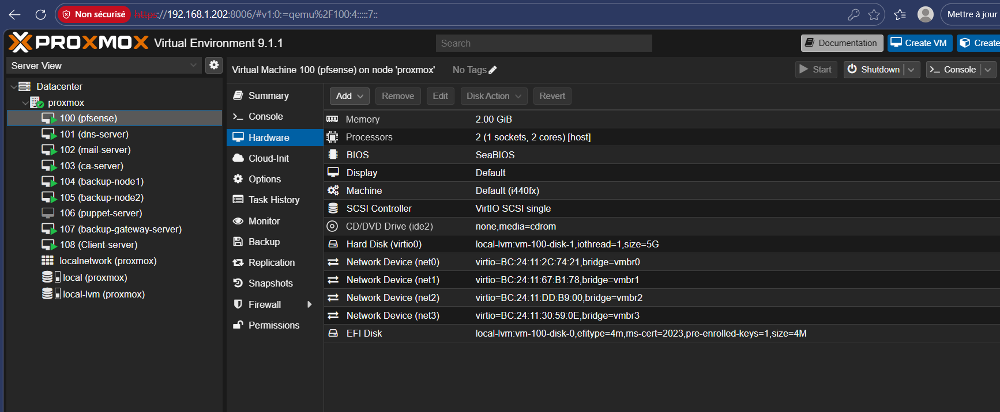 Non sécurisé https://192.168.1.202:8006/#v1:0:=qemu%2F100:4:::::7:: Mettre à jour
PROXMOX Virtual Environment 9.1.1 Search Documentation Create VM Create
Server View
Datacenter
proxmox
100 (pfsense)
101 (dns-server)
102 (mail-server)
103 (ca-server)
104 (backup-node1)
105 (backup-node2)
106 (puppet-server)
107 (backup-gateway-server)
108 (Client-server)
localnetwork (proxmox)
local (proxmox)
local-lvm (proxmox)
Virtual Machine 100 (pfsense) on node 'proxmox' No Tags Start Shutdown Console
Summary
Console
Hardware
Cloud-Init
Options
Task History
Monitor
Backup
Replication
Snapshots
Firewall
Permissions
Add Remove Edit Disk Action Revert
Memory 2.00 GiB
Processors 2 (1 sockets, 2 cores) [host]
BIOS SeaBIOS
Display Default
Machine Default (i440fx)
SCSI Controller VirtIO SCSI single
CD/DVD Drive (ide2) none,media=cdrom
Hard Disk (virtio0) local-lvm:vm-100-disk-1,iothread=1,size=5G
Network Device (net0) virtio=BC:24:11:2C:74:21,bridge=vmbr0
Network Device (net1) virtio=BC:24:11:67:B1:78,bridge=vmbr1
Network Device (net2) virtio=BC:24:11:DD:B9:00,bridge=vmbr2
Network Device (net3) virtio=BC:24:11:30:59:0E,bridge=vmbr3
EFI Disk local-lvm:vm-100-disk-0,efitype=4m,ms-cert=2023,pre-enrolled-keys=1,size=4M